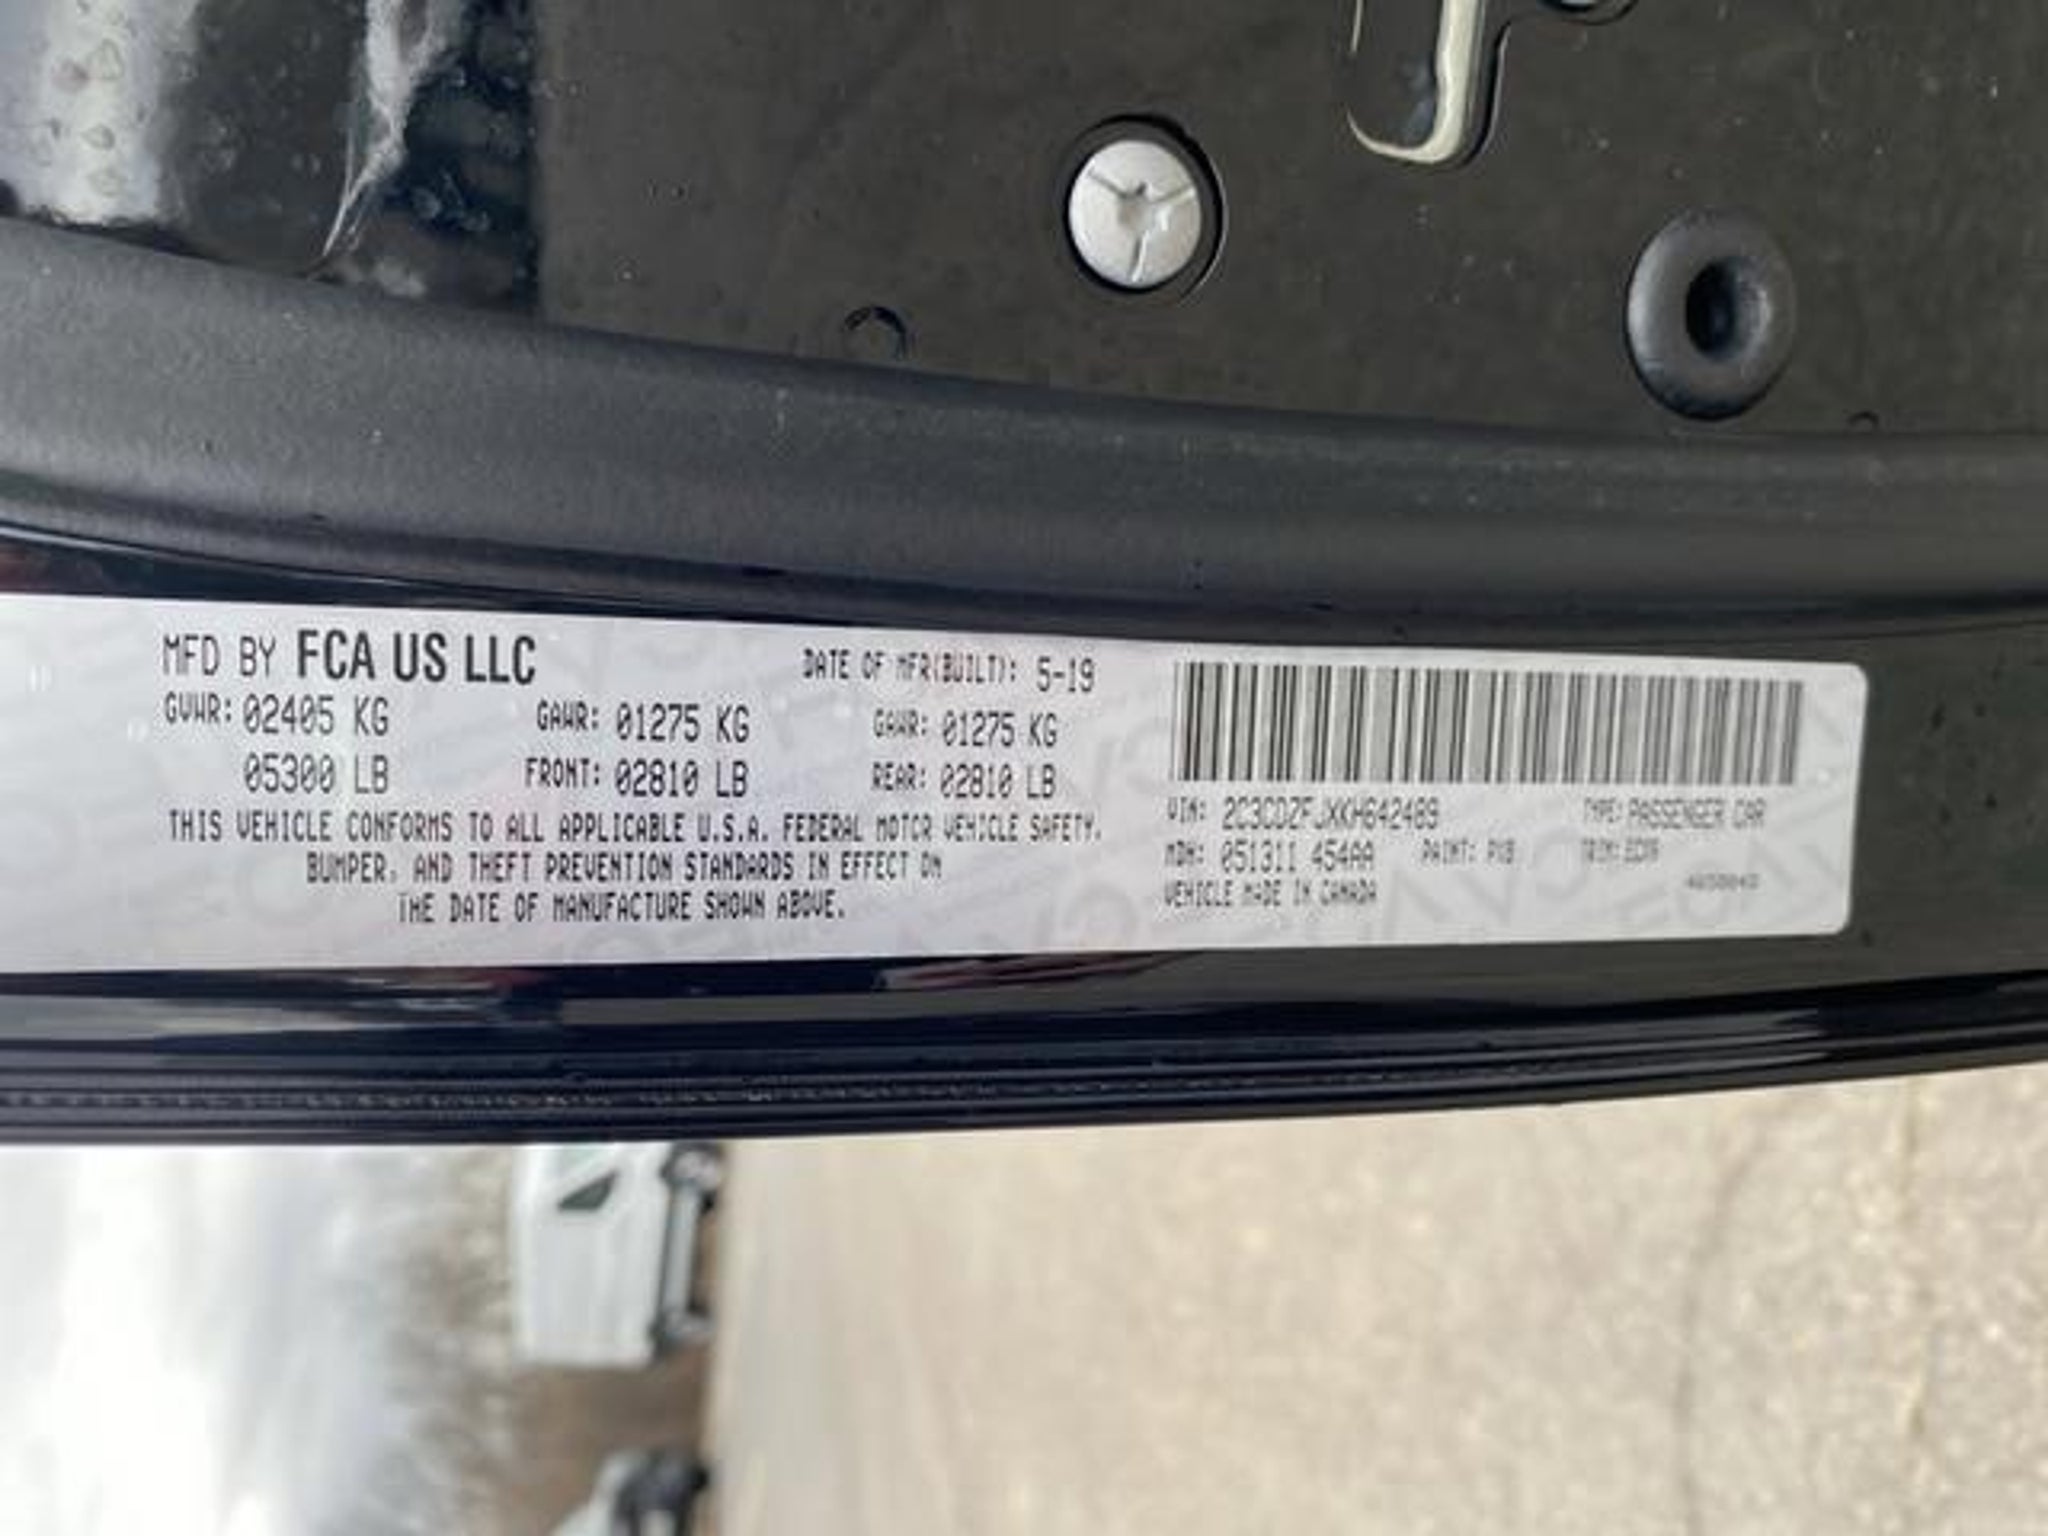 MFD BY FCA US LLC
DATE OF MFR(BUILT): 5-19
GVWR: 02405 KG GAWR: 01275 KG GAWR: 01275 KG
05300 LB FRONT: 02810 LB REAR: 02810 LB
THIS VEHICLE CONFORMS TO ALL APPLICABLE U.S.A. FEDERAL MOTOR VEHICLE SAFETY,
BUMPER, AND THEFT PREVENTION STANDARDS IN EFFECT ON
THE DATE OF MANUFACTURE SHOWN ABOVE.
VIN: 2C3CDZFJXKH642489 TYPE: PASSENGER CAR
MDH: 051311 454AA PAINT: PX8 TRIM:
VEHICLE MADE IN CANADA